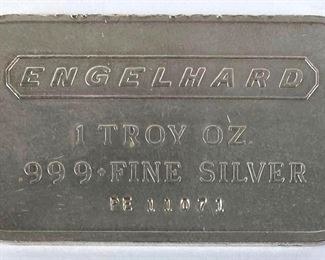 ENGELHARD
1 TROY OZ.
.999+FINE SILVER
PE 11071